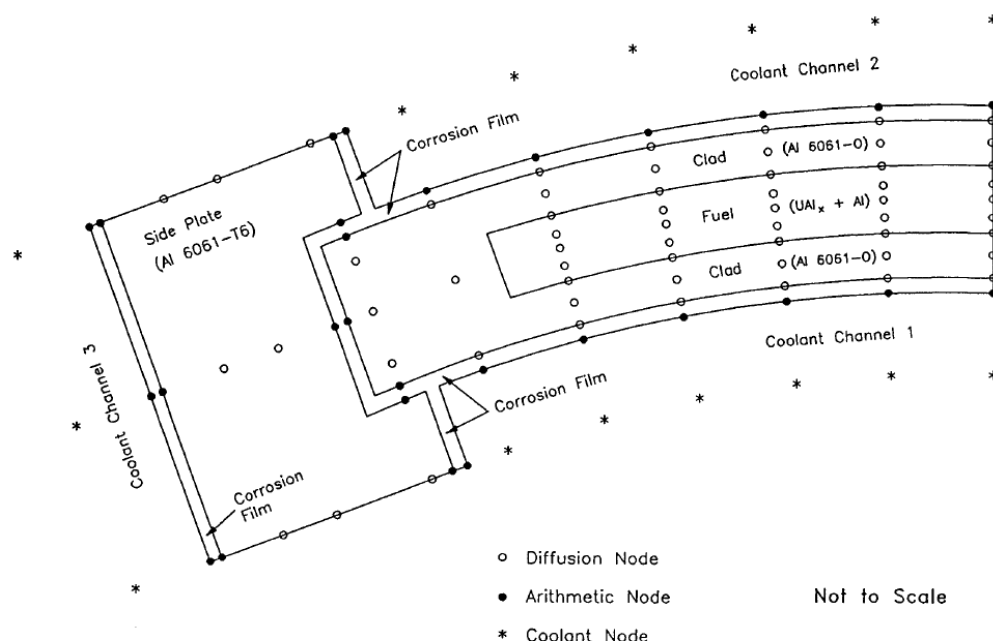 Coolant Channel 2
Corrosion Film
Clad
(Al 6061-O)
Side Plate
(Al 6061-T6)
Fuel
(UAlx + Al)
Clad
(Al 6061-O)
Coolant Channel 1
Coolant Channel 3
Corrosion Film
Corrosion
Film
Diffusion Node
Arithmetic Node
Not to Scale
Coolant Node